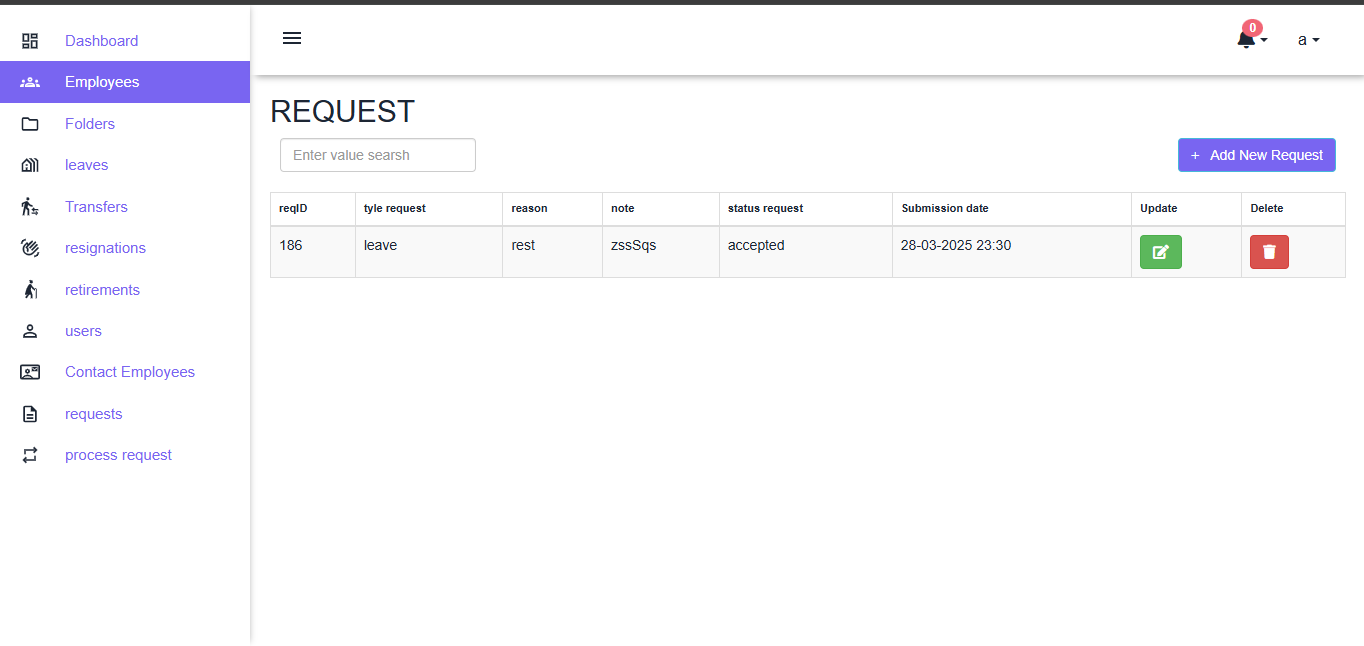 Dashboard
Employees
Folders
leaves
Transfers
resignations
retirements
users
Contact Employees
requests
process request
0
a
REQUEST
Enter value searsh
+ Add New Request
reqID tyle request reason note status request Submission date Update Delete
186 leave rest zssSqs accepted 28-03-2025 23:30